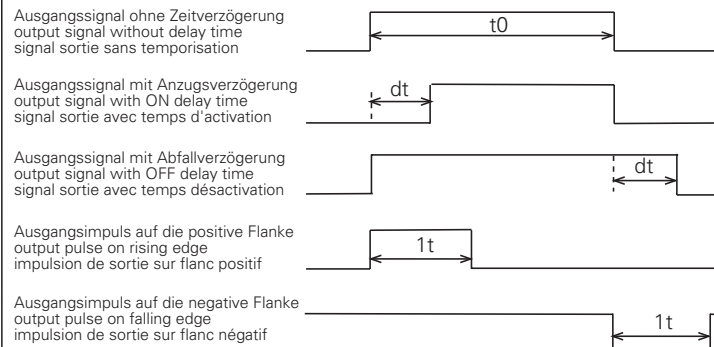 Ausgangssignal ohne Zeitverzögerung
output signal without delay time
signal sortie sans temporisation
t0
Ausgangssignal mit Anzugsverzögerung
output signal with ON delay time
signal sortie avec temps d'activation
dt
Ausgangssignal mit Abfallverzögerung
output signal with OFF delay time
signal sortie avec temps désactivation
dt
Ausgangsimpuls auf die positive Flanke
output pulse on rising edge
impulsion de sortie sur flanc positif
1t
Ausgangsimpuls auf die negative Flanke
output pulse on falling edge
impulsion de sortie sur flanc négatif
1t